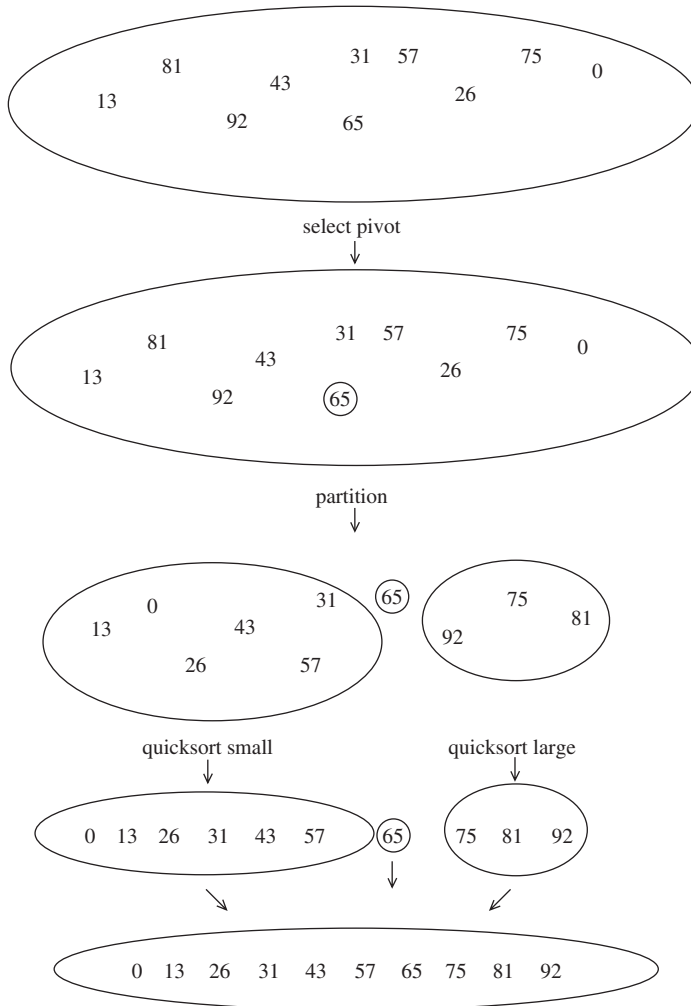 81 31 57 75 0
13 43 26
92 65
select pivot
81 31 57 75 0
13 43 26
92 65
partition
0 31 65 75
13 43 81
26 57 92
quicksort small quicksort large
0 13 26 31 43 57 65 75 81 92
0 13 26 31 43 57 65 75 81 92